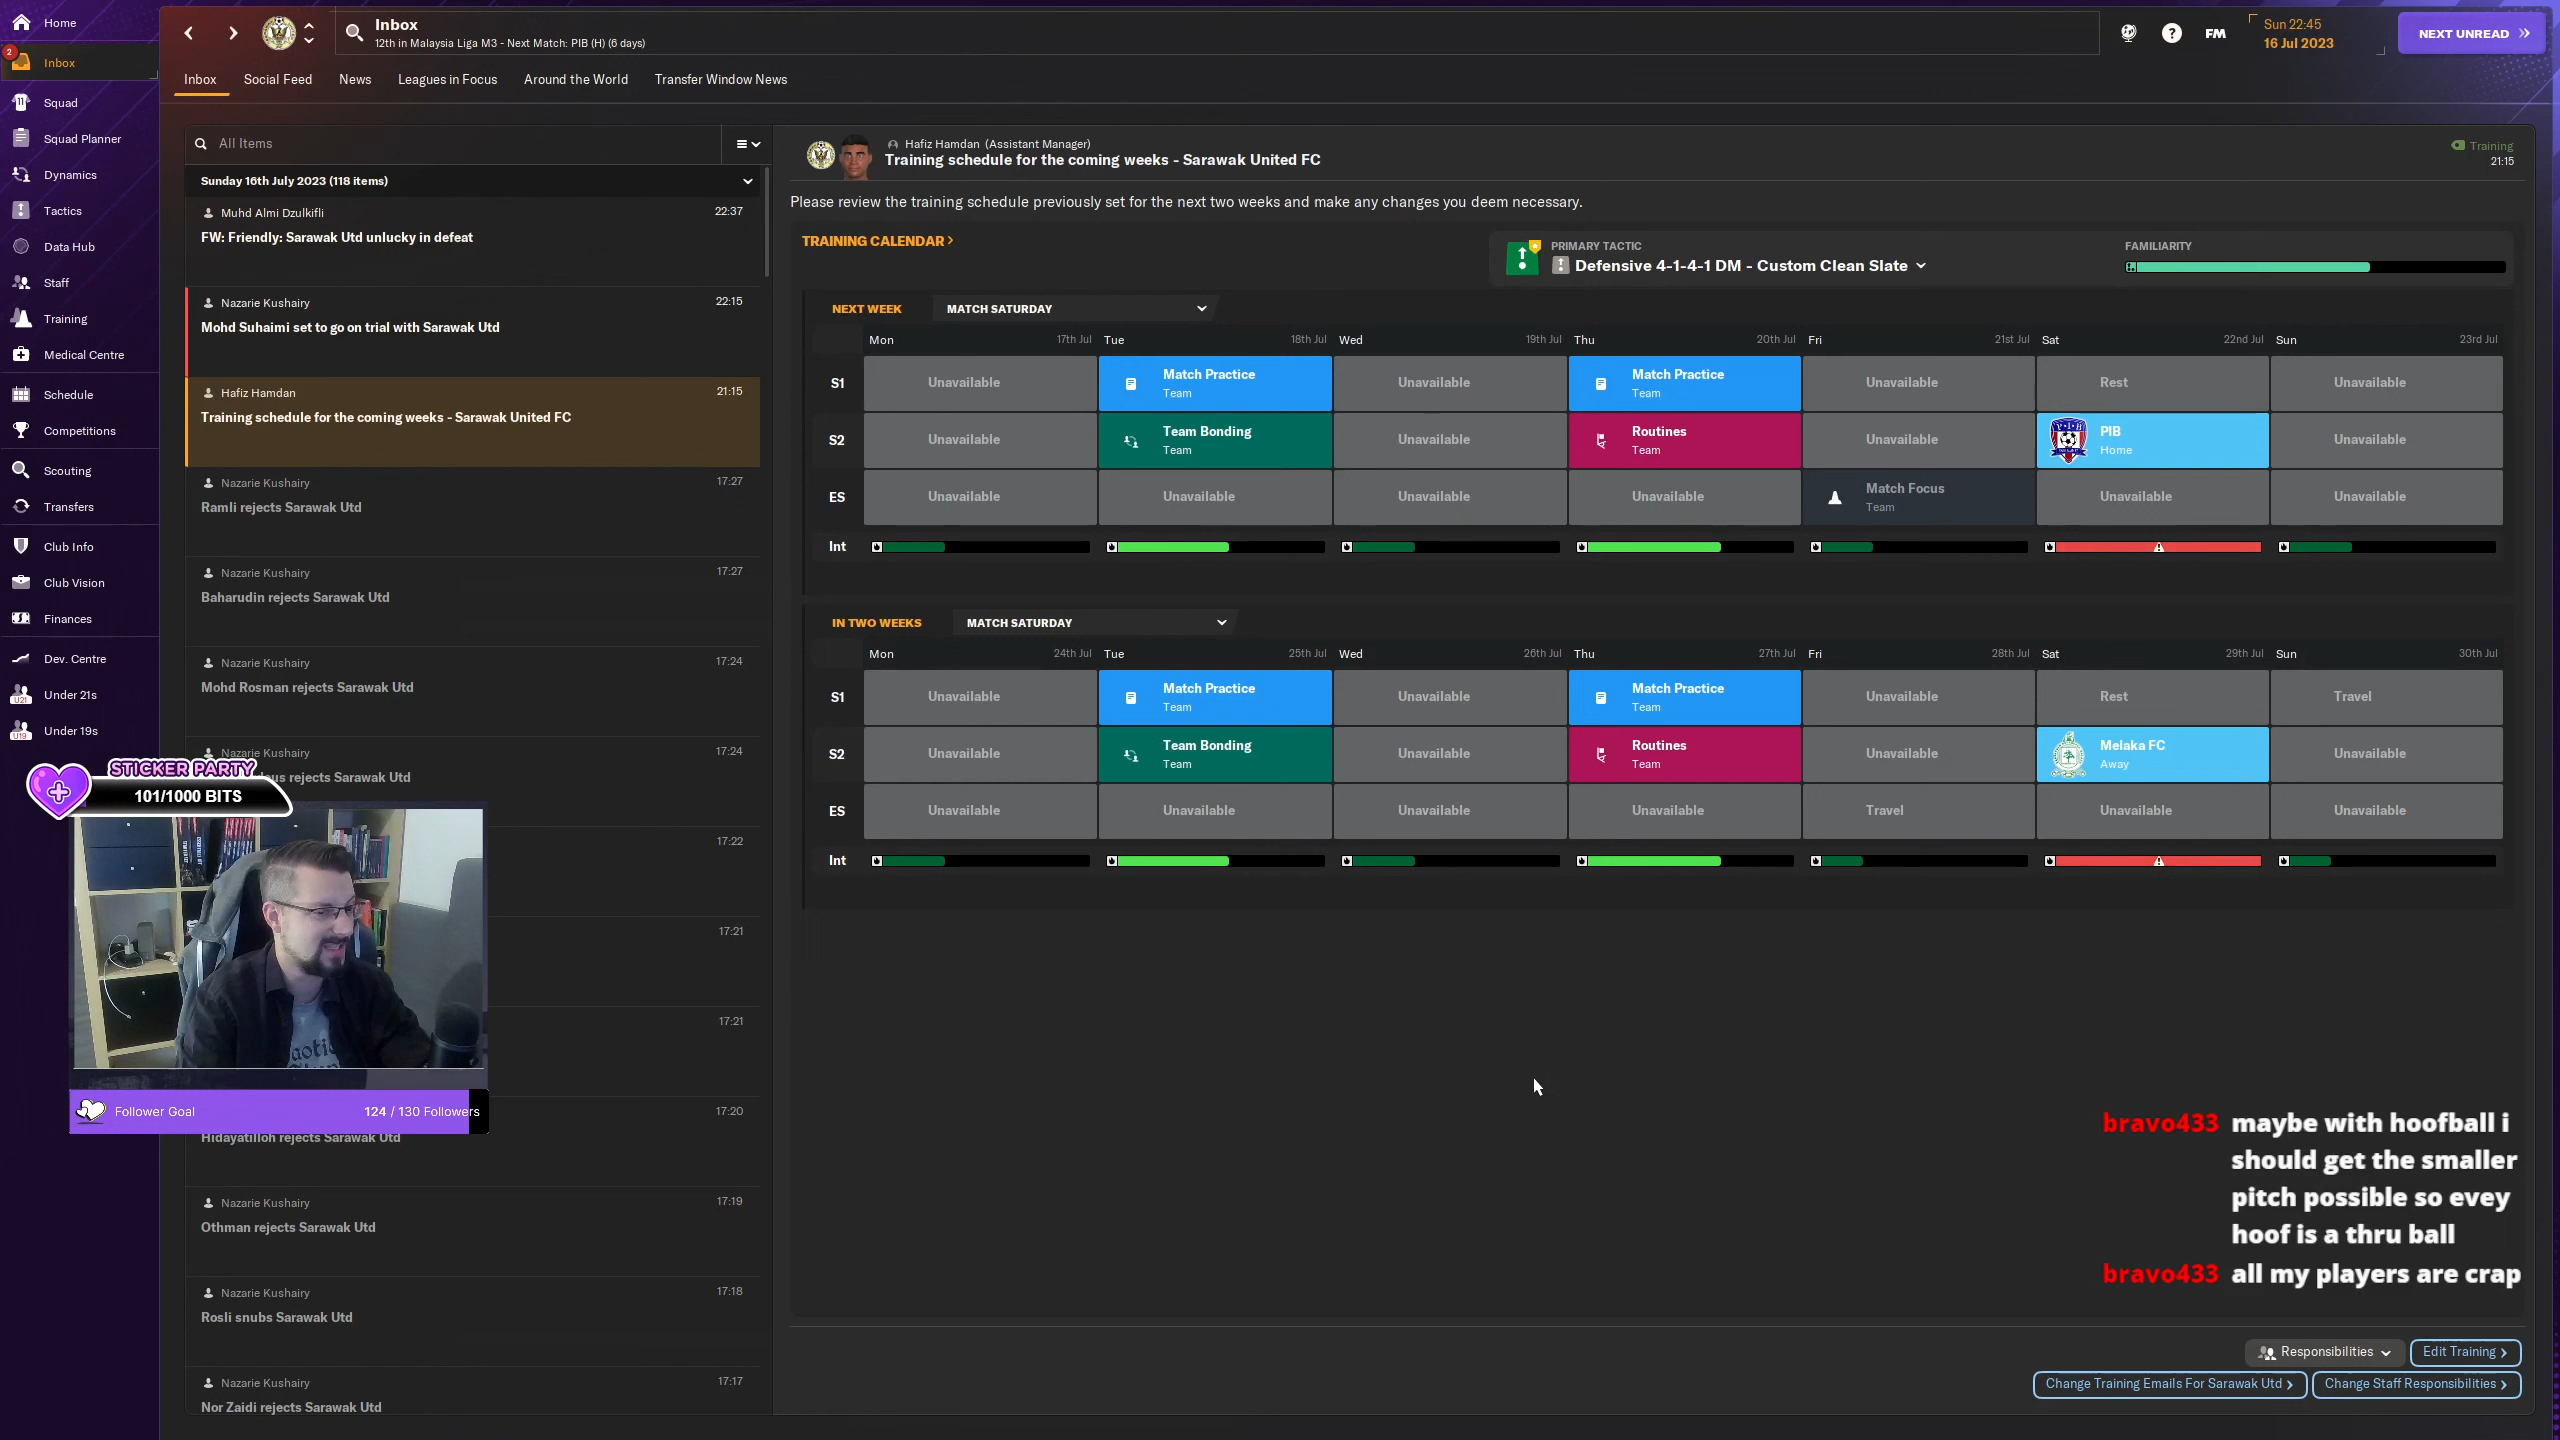 Home
Inbox
12th in Malaysia Liga M3 - Next Match: PIB (H) (6 days)
FM
Sun 22:45
16 Jul 2023
NEXT UNREAD
2
Inbox
Inbox
Social Feed
News
Leagues in Focus
Around the World
Transfer Window News
Squad
Squad Planner
Dynamics
Tactics
Data Hub
Staff
Training
Medical Centre
Schedule
Competitions
Scouting
Transfers
Club Info
Club Vision
Finances
Dev. Centre
U21
Under 21s
U19
Under 19s
All Items
Sunday 16th July 2023 (118 items)
Muhd Almi Dzulkifli 22:37
FW: Friendly: Sarawak Utd unlucky in defeat
Nazarie Kushairy 22:15
Mohd Suhaimi set to go on trial with Sarawak Utd
Hafiz Hamdan 21:15
Training schedule for the coming weeks - Sarawak United FC
Nazarie Kushairy 17:27
Ramli rejects Sarawak Utd
Nazarie Kushairy 17:27
Baharudin rejects Sarawak Utd
Nazarie Kushairy 17:24
Mohd Rosman rejects Sarawak Utd
Nazarie Kushairy 17:24
rejects Sarawak Utd
17:22
17:21
17:21
17:20
Hidayatilloh rejects Sarawak Utd
Nazarie Kushairy 17:19
Othman rejects Sarawak Utd
Nazarie Kushairy 17:18
Rosli snubs Sarawak Utd
Nazarie Kushairy 17:17
Nor Zaidi rejects Sarawak Utd
STICKER PARTY
101/1000 BITS
Follower Goal 124 / 130 Followers
Hafiz Hamdan (Assistant Manager)
Training schedule for the coming weeks - Sarawak United FC
Training
21:15
Please review the training schedule previously set for the next two weeks and make any changes you deem necessary.
TRAINING CALENDAR
PRIMARY TACTIC
Defensive 4-1-4-1 DM - Custom Clean Slate
FAMILIARITY
NEXT WEEK MATCH SATURDAY
Mon 17th Jul Tue 18th Jul Wed 19th Jul Thu 20th Jul Fri 21st Jul Sat 22nd Jul Sun 23rd Jul
S1 Unavailable Match Practice Team Unavailable Match Practice Team Unavailable Rest Unavailable
S2 Unavailable Team Bonding Team Unavailable Routines Team Unavailable PIB Home Unavailable
ES Unavailable Unavailable Unavailable Unavailable Match Focus Team Unavailable Unavailable
Int
IN TWO WEEKS MATCH SATURDAY
Mon 24th Jul Tue 25th Jul Wed 26th Jul Thu 27th Jul Fri 28th Jul Sat 29th Jul Sun 30th Jul
S1 Unavailable Match Practice Team Unavailable Match Practice Team Unavailable Rest Travel
S2 Unavailable Team Bonding Team Unavailable Routines Team Unavailable Melaka FC Away Unavailable
ES Unavailable Unavailable Unavailable Unavailable Travel Unavailable Unavailable
Int
bravo433 maybe with hoofball i
should get the smaller
pitch possible so evey
hoof is a thru ball
bravo433 all my players are crap
Responsibilities
Edit Training
Change Training Emails For Sarawak Utd
Change Staff Responsibilities